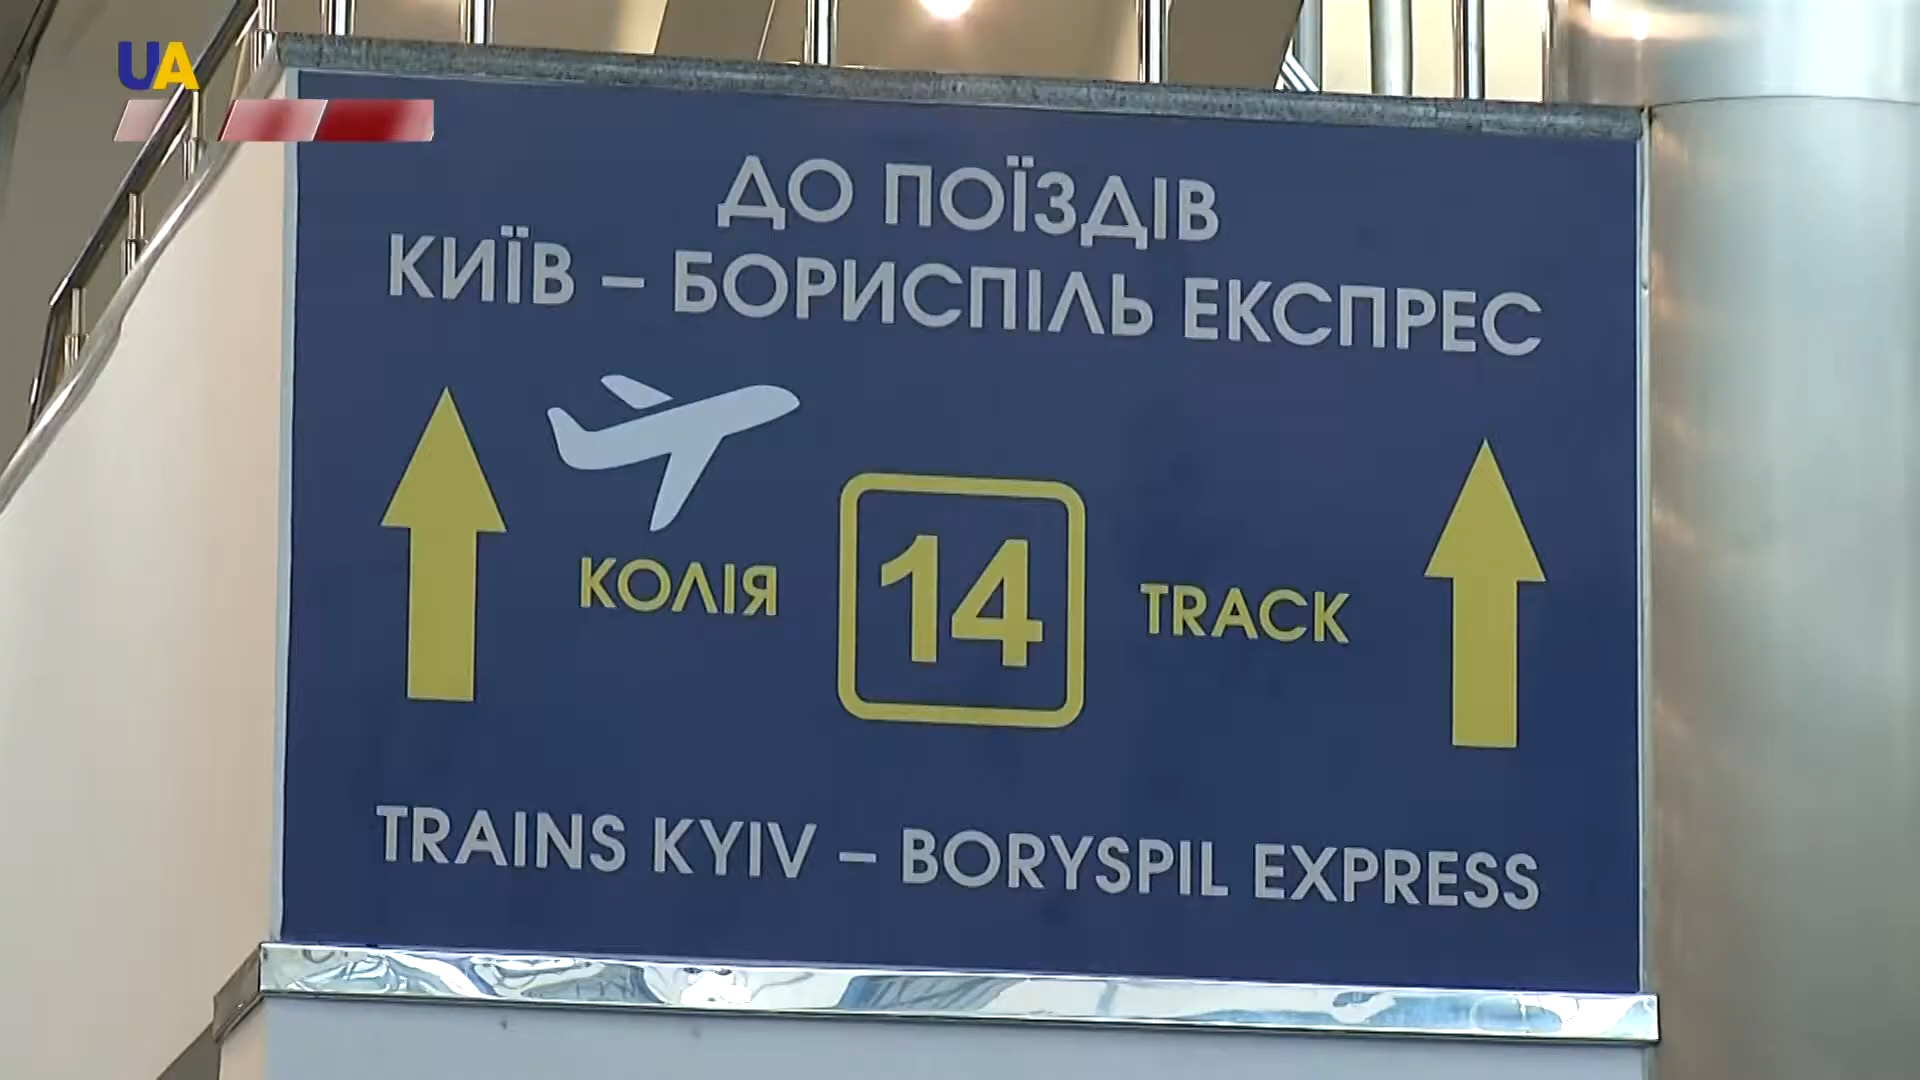 UA
ДО ПОЇЗДІВ
КИЇВ – БОРИСПІЛЬ ЕКСПРЕС
КОЛІЯ 14 TRACK
TRAINS KYIV – BORYSPIL EXPRESS